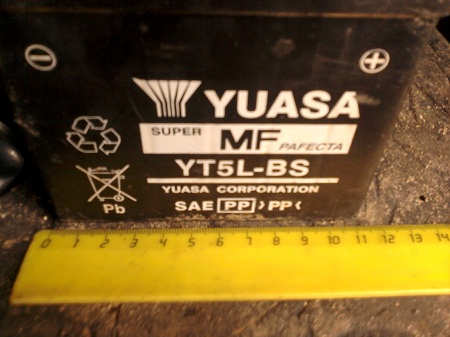 YUASA
SUPER MF PAFECTA
YT5L-BS
YUASA CORPORATION
Pb
SAE PP >PP<
0 1 2 3 4 5 6 7 8 9 10 11 12 13 14